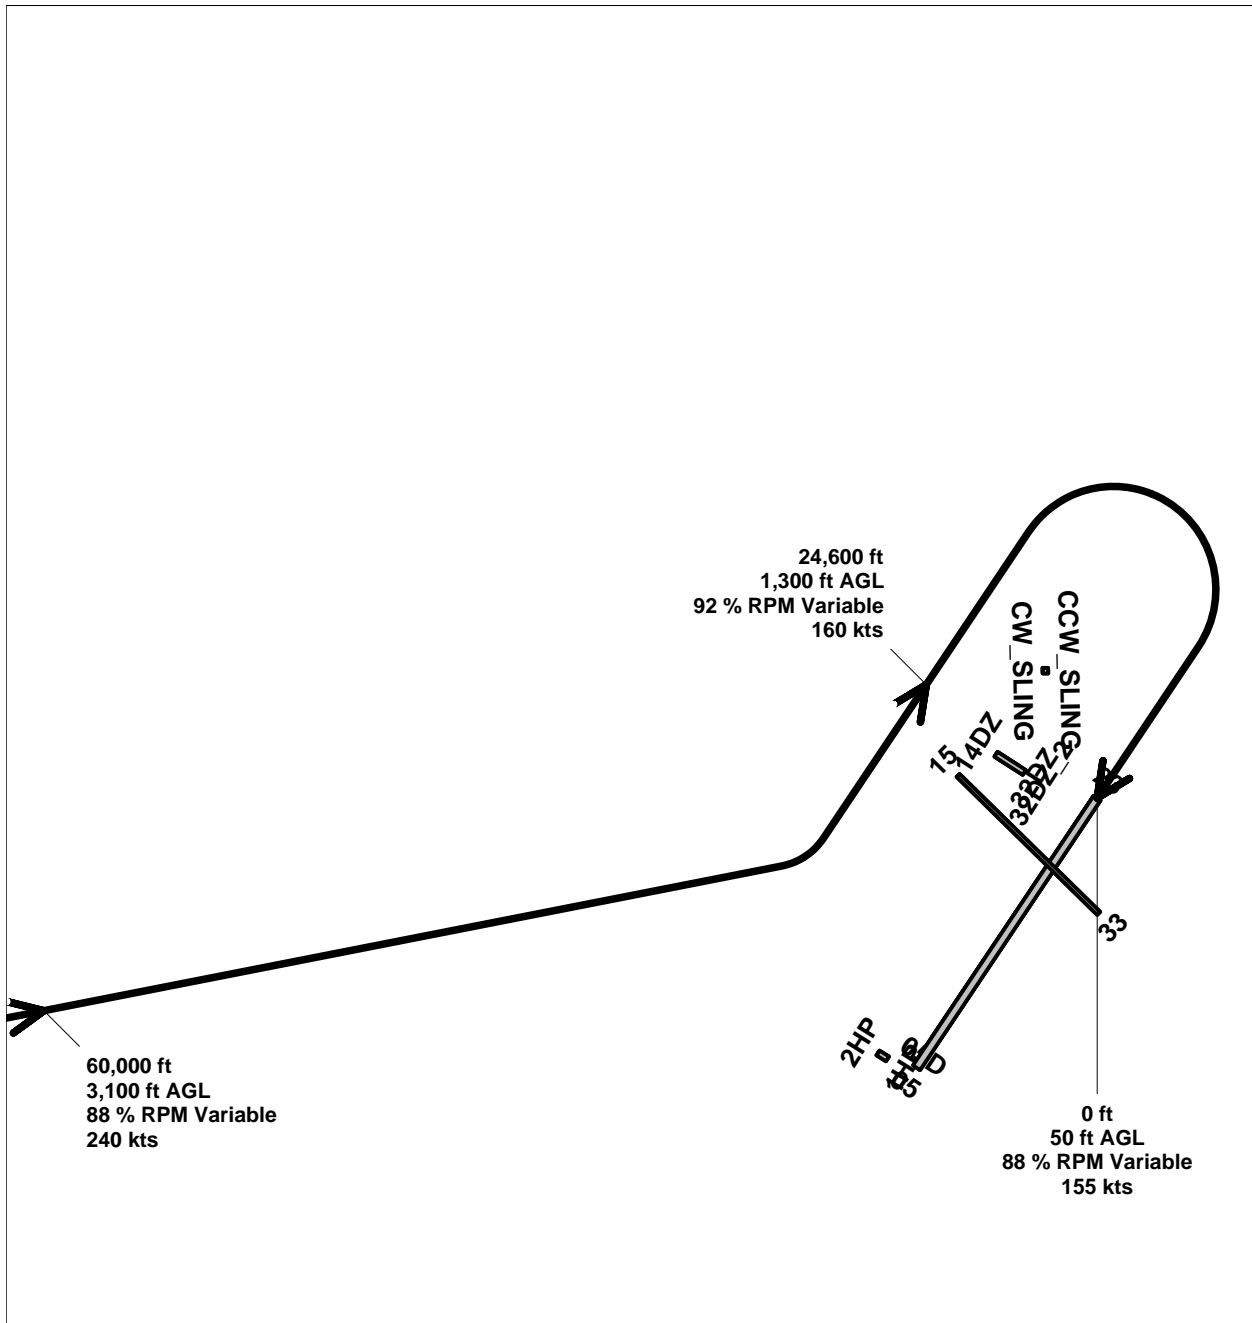 24,600 ft
1,300 ft AGL
92 % RPM Variable
160 kts
CW_SLING
CCW_SLING
15
14DZ
32DZ
32DZ_2
33
2HP
60,000 ft
3,100 ft AGL
88 % RPM Variable
240 kts
0 ft
50 ft AGL
88 % RPM Variable
155 kts